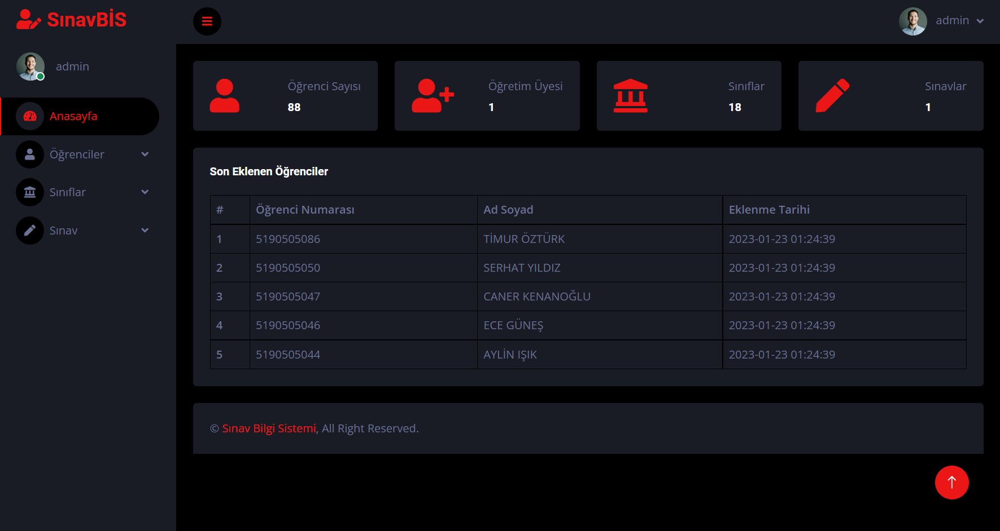 SınavBİS
admin
admin
Anasayfa
Öğrenciler
Sınıflar
Sınav
Öğrenci Sayısı
88
Öğretim Üyesi
1
Sınıflar
18
Sınavlar
1
Son Eklenen Öğrenciler
# Öğrenci Numarası Ad Soyad Eklenme Tarihi
1 5190505086 TİMUR ÖZTÜRK 2023-01-23 01:24:39
2 5190505050 SERHAT YILDIZ 2023-01-23 01:24:39
3 5190505047 CANER KENANOĞLU 2023-01-23 01:24:39
4 5190505046 ECE GÜNEŞ 2023-01-23 01:24:39
5 5190505044 AYLİN IŞIK 2023-01-23 01:24:39
© Sınav Bilgi Sistemi, All Right Reserved.